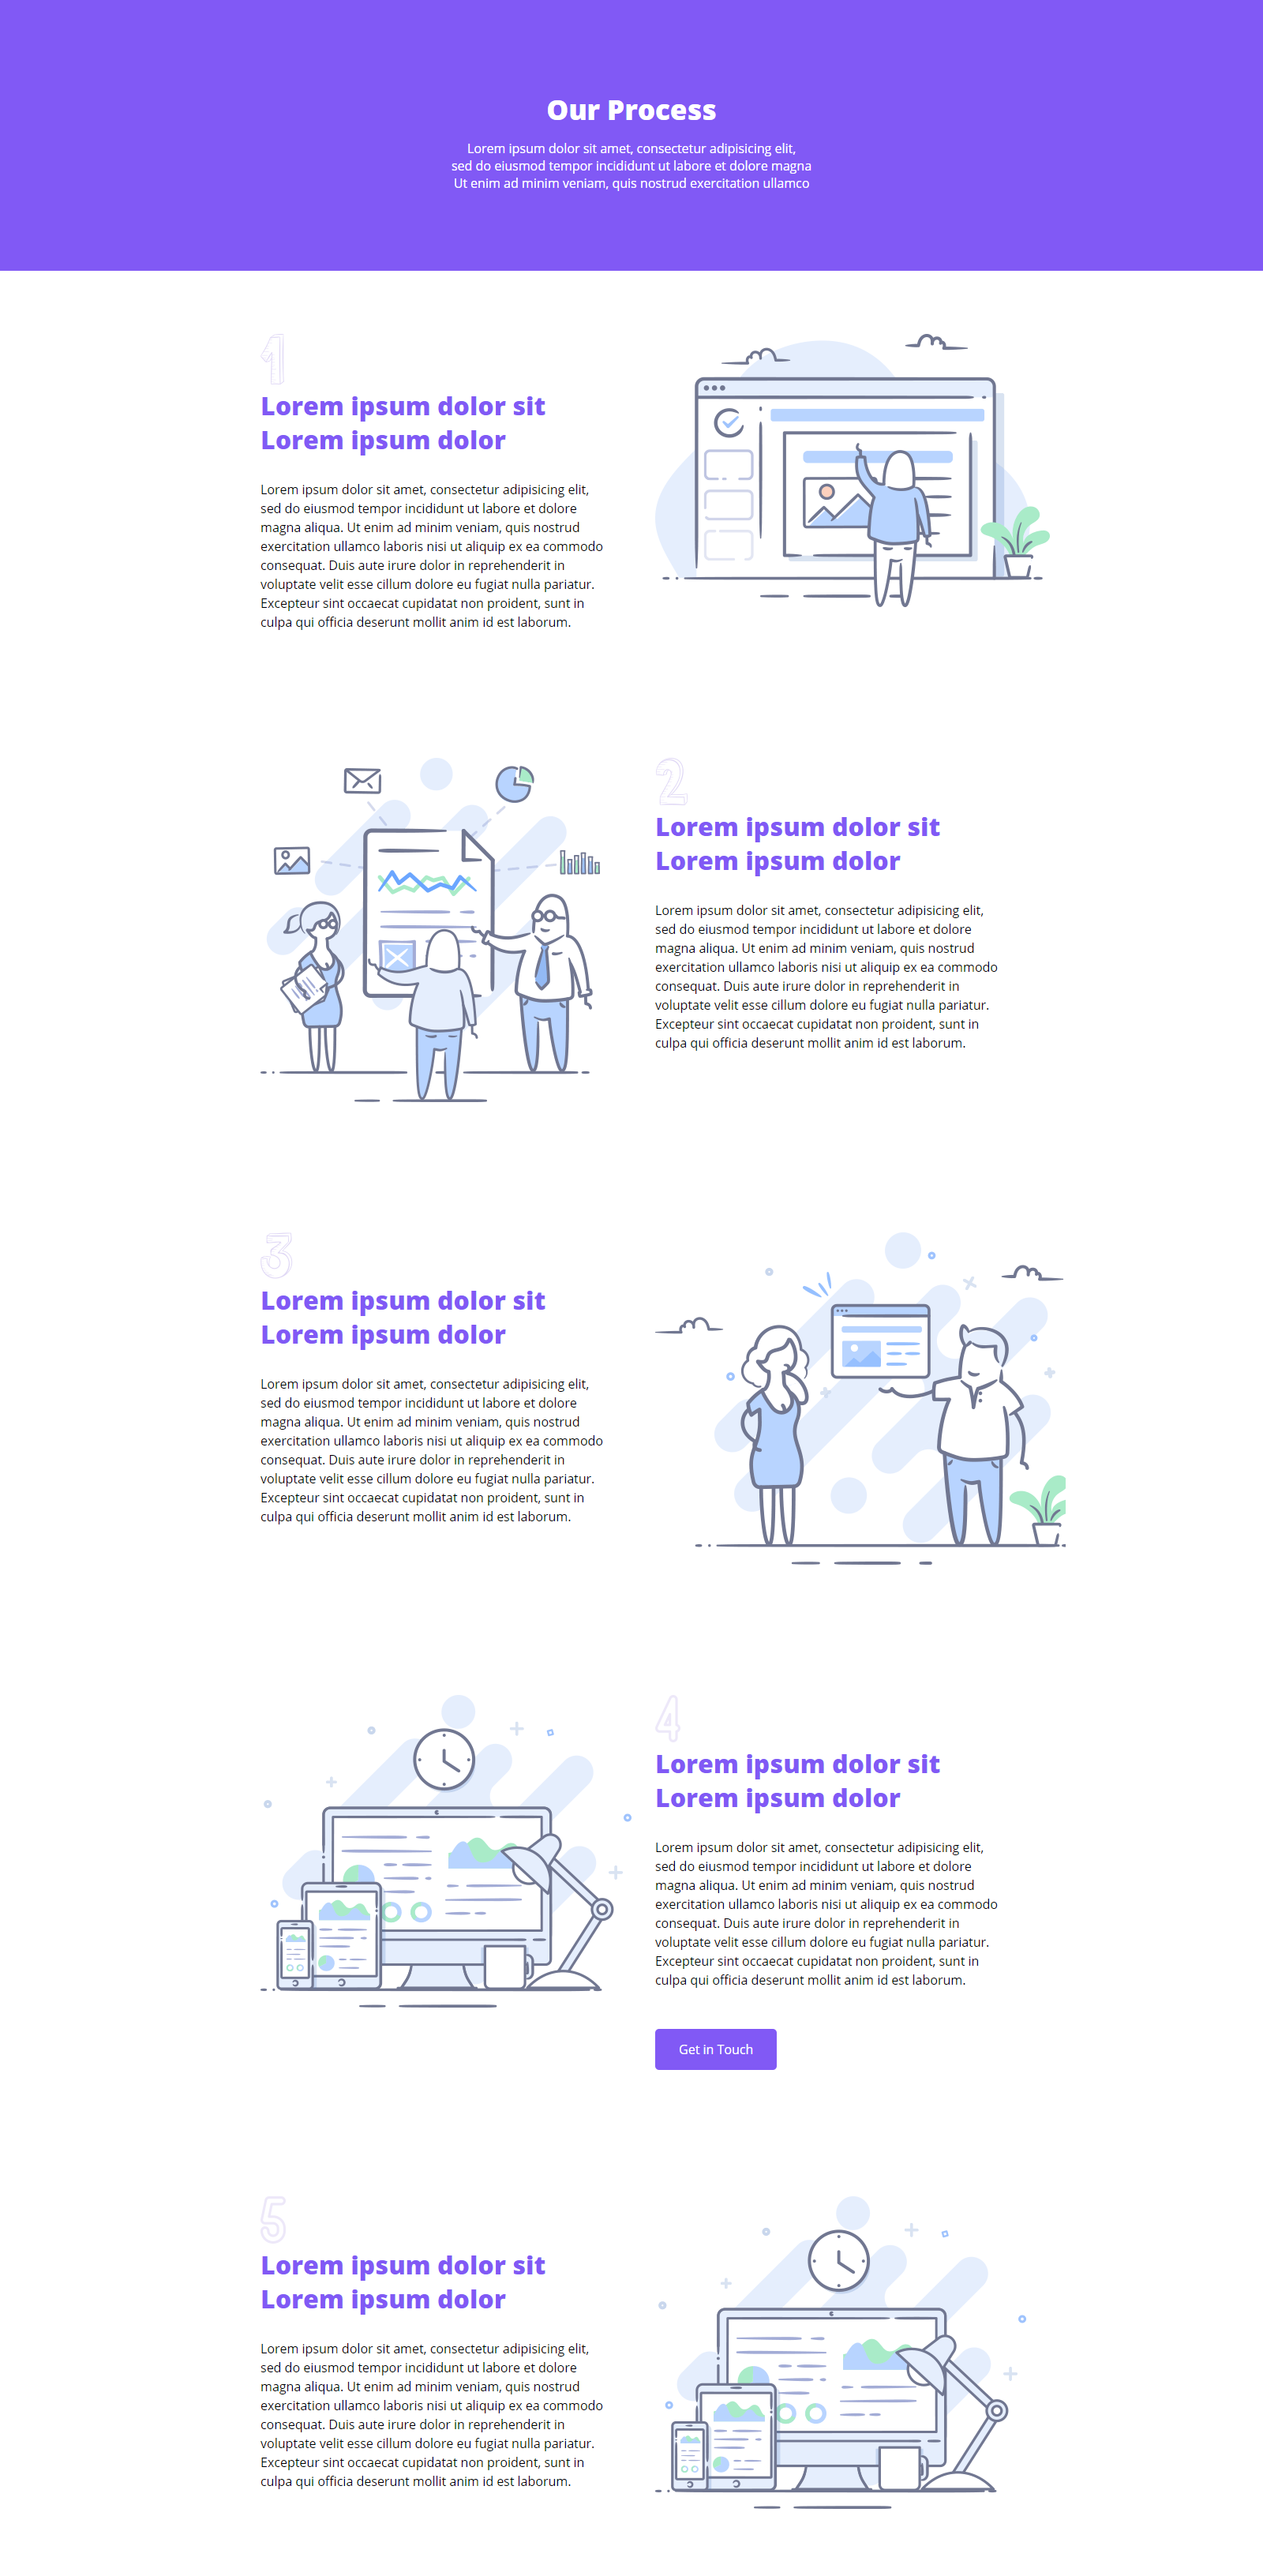 Our Process
Lorem ipsum dolor sit amet, consectetur adipisicing elit,
sed do eiusmod tempor incididunt ut labore et dolore magna
Ut enim ad minim veniam, quis nostrud exercitation ullamco
1
Lorem ipsum dolor sit
Lorem ipsum dolor
Lorem ipsum dolor sit amet, consectetur adipisicing elit,
sed do eiusmod tempor incididunt ut labore et dolore
magna aliqua. Ut enim ad minim veniam, quis nostrud
exercitation ullamco laboris nisi ut aliquip ex ea commodo
consequat. Duis aute irure dolor in reprehenderit in
voluptate velit esse cillum dolore eu fugiat nulla pariatur.
Excepteur sint occaecat cupidatat non proident, sunt in
culpa qui officia deserunt mollit anim id est laborum.
2
Lorem ipsum dolor sit
Lorem ipsum dolor
Lorem ipsum dolor sit amet, consectetur adipisicing elit,
sed do eiusmod tempor incididunt ut labore et dolore
magna aliqua. Ut enim ad minim veniam, quis nostrud
exercitation ullamco laboris nisi ut aliquip ex ea commodo
consequat. Duis aute irure dolor in reprehenderit in
voluptate velit esse cillum dolore eu fugiat nulla pariatur.
Excepteur sint occaecat cupidatat non proident, sunt in
culpa qui officia deserunt mollit anim id est laborum.
3
Lorem ipsum dolor sit
Lorem ipsum dolor
Lorem ipsum dolor sit amet, consectetur adipisicing elit,
sed do eiusmod tempor incididunt ut labore et dolore
magna aliqua. Ut enim ad minim veniam, quis nostrud
exercitation ullamco laboris nisi ut aliquip ex ea commodo
consequat. Duis aute irure dolor in reprehenderit in
voluptate velit esse cillum dolore eu fugiat nulla pariatur.
Excepteur sint occaecat cupidatat non proident, sunt in
culpa qui officia deserunt mollit anim id est laborum.
4
Lorem ipsum dolor sit
Lorem ipsum dolor
Lorem ipsum dolor sit amet, consectetur adipisicing elit,
sed do eiusmod tempor incididunt ut labore et dolore
magna aliqua. Ut enim ad minim veniam, quis nostrud
exercitation ullamco laboris nisi ut aliquip ex ea commodo
consequat. Duis aute irure dolor in reprehenderit in
voluptate velit esse cillum dolore eu fugiat nulla pariatur.
Excepteur sint occaecat cupidatat non proident, sunt in
culpa qui officia deserunt mollit anim id est laborum.
Get in Touch
5
Lorem ipsum dolor sit
Lorem ipsum dolor
Lorem ipsum dolor sit amet, consectetur adipisicing elit,
sed do eiusmod tempor incididunt ut labore et dolore
magna aliqua. Ut enim ad minim veniam, quis nostrud
exercitation ullamco laboris nisi ut aliquip ex ea commodo
consequat. Duis aute irure dolor in reprehenderit in
voluptate velit esse cillum dolore eu fugiat nulla pariatur.
Excepteur sint occaecat cupidatat non proident, sunt in
culpa qui officia deserunt mollit anim id est laborum.